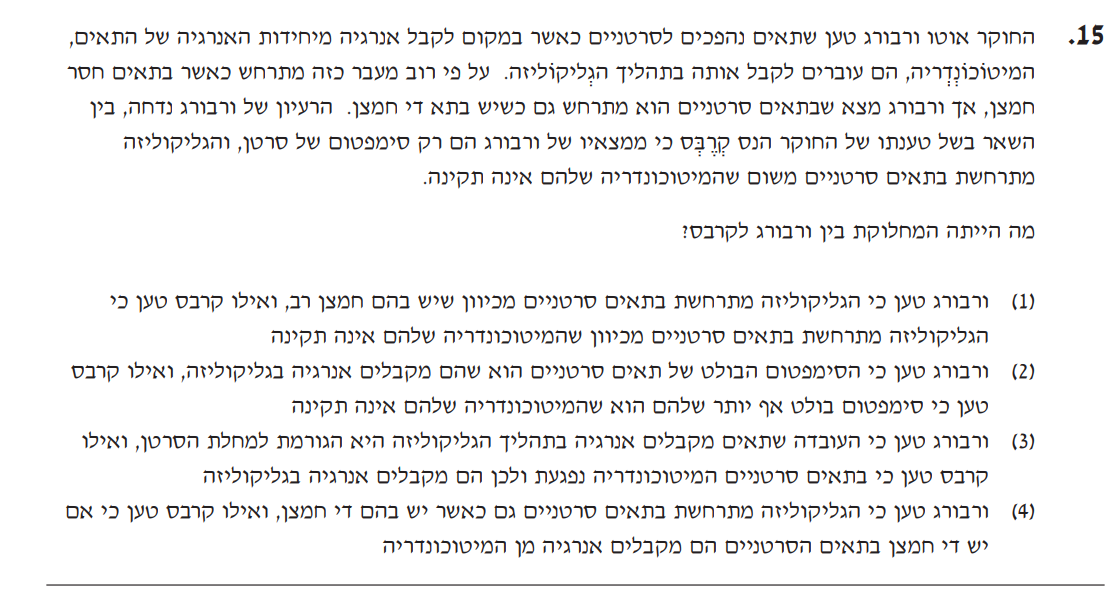 15. החוקר אוטו ורבורג טען שתאים נהפכים לסרטניים כאשר במקום לקבל אנרגיה מיחידות האנרגיה של התאים,
המיטוֹכוֹנְדְריה, הם עוברים לקבל אותה בתהליך הגְליקוֹליזה. על פי רוב מעבר כזה מתרחש כאשר בתאים חסר
חמצן, אך ורבורג מצא שבתאים סרטניים הוא מתרחש גם כשיש בתא די חמצן. הרעיון של ורבורג נדחה, בין
השאר בשל טענתו של החוקר הנס קְרֶבְּס כי ממצאיו של ורבורג הם רק סימפטום של סרטן, והגליקוליזה
מתרחשת בתאים סרטניים משום שהמיטוכונדריה שלהם אינה תקינה.
מה הייתה המחלוקת בין ורבורג לקרבס?
(1) ורבורג טען כי הגליקוליזה מתרחשת בתאים סרטניים מכיוון שיש בהם חמצן רב, ואילו קרבס טען כי
הגליקוליזה מתרחשת בתאים סרטניים מכיוון שהמיטוכונדריה שלהם אינה תקינה
(2) ורבורג טען כי הסימפטום הבולט של תאים סרטניים הוא שהם מקבלים אנרגיה בגליקוליזה, ואילו קרבס
טען כי סימפטום בולט אף יותר שלהם הוא שהמיטוכונדריה שלהם אינה תקינה
(3) ורבורג טען כי העובדה שתאים מקבלים אנרגיה בתהליך הגליקוליזה היא הגורמת למחלת הסרטן, ואילו
קרבס טען כי בתאים סרטניים המיטוכונדריה נפגעת ולכן הם מקבלים אנרגיה בגליקוליזה
(4) ורבורג טען כי הגליקוליזה מתרחשת בתאים סרטניים גם כאשר יש בהם די חמצן, ואילו קרבס טען כי אם
יש די חמצן בתאים הסרטניים הם מקבלים אנרגיה מן המיטוכונדריה